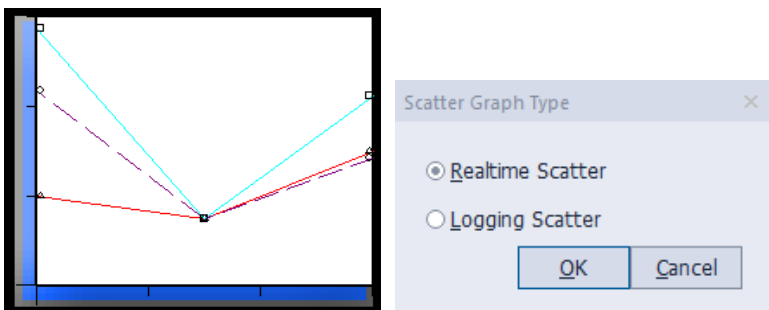 Scatter Graph Type
Realtime Scatter
Logging Scatter
OK
Cancel